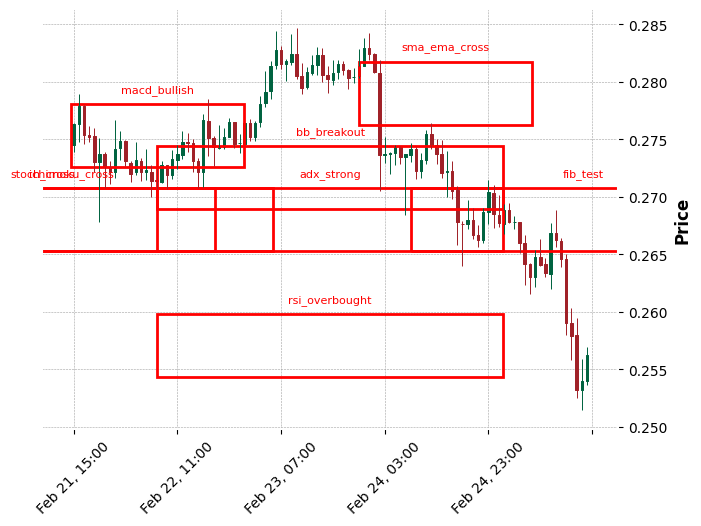 sma_ema_cross
macd_bullish
bb_breakout
adx_strong
fib_test
rsi_overbought
0.285
0.280
0.275
0.270
0.265
0.260
0.255
0.250
Price
Feb 21, 15:00
Feb 22, 11:00
Feb 23, 07:00
Feb 24, 03:00
Feb 24, 23:00